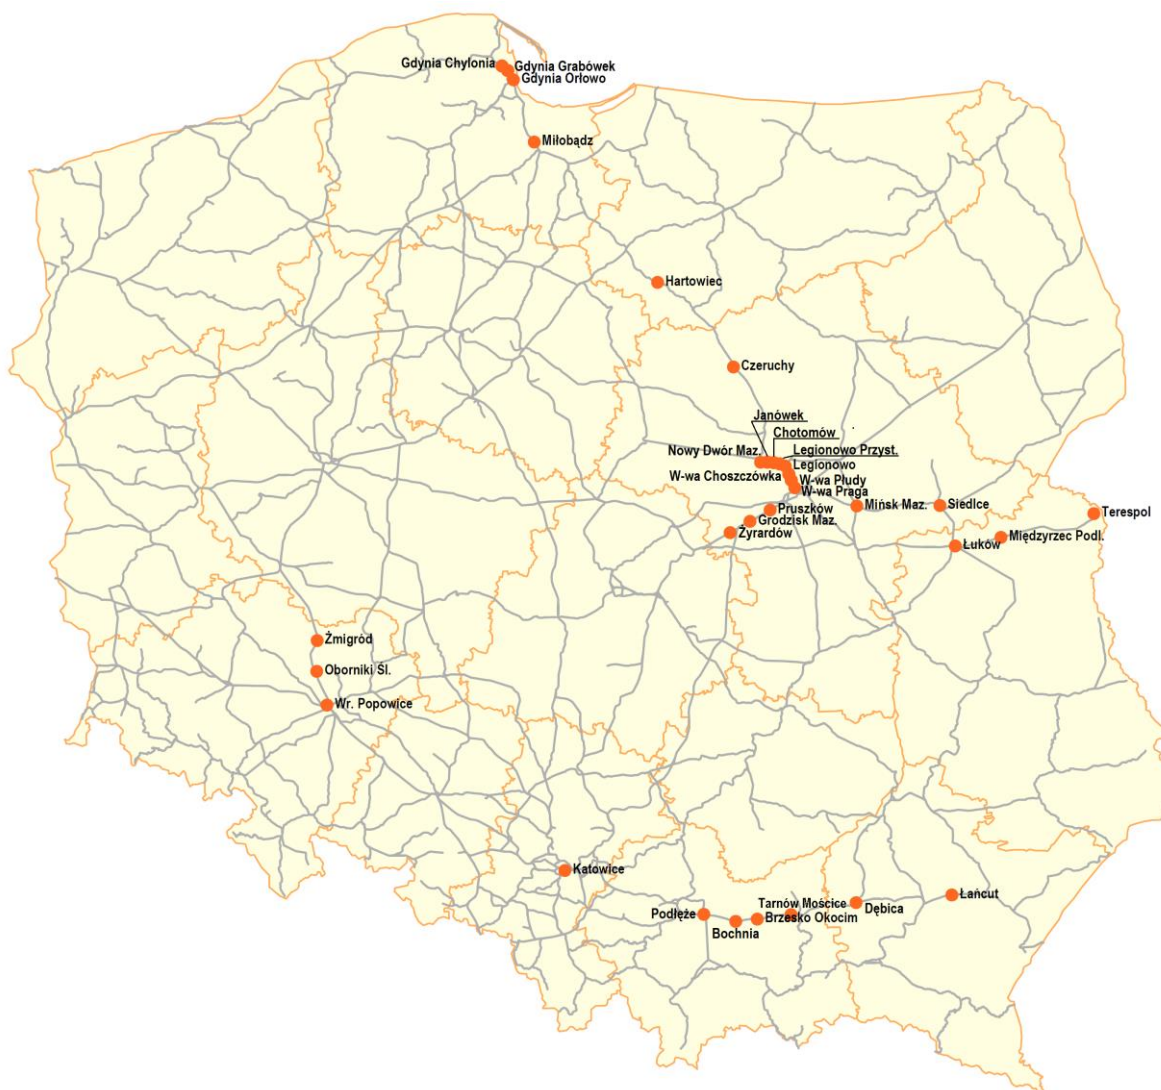 Gdynia Chylonia
Gdynia Grabówek
Gdynia Orłowo
Miłobądz
Hartowiec
Czeruchy
Janówek
Chotomów
Nowy Dwór Maz.
Legionowo Przyst.
Legionowo
W-wa Choszczówka
W-wa Płudy
W-wa Praga
Mińsk Maz.
Siedlce
Terespol
Pruszków
Grodzisk Maz.
Żyrardów
Łuków
Międzyrzec Podl.
Żmigród
Oborniki Śl.
Wr. Popowice
Katowice
Łańcut
Tarnów Mościce
Dębica
Podłęże
Brzesko Okocim
Bochnia